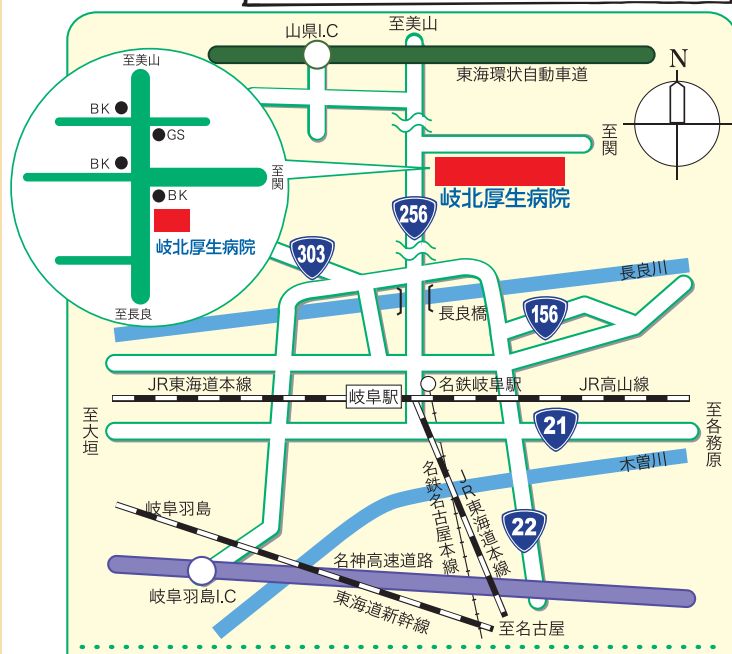 山県I.C
至美山
東海環状自動車道
N
至美山
BK
GS
BK
至関
BK
岐北厚生病院
至長良
至関
岐北厚生病院
256
303
長良川
長良橋
156
JR東海道本線
岐阜駅
名鉄岐阜駅
JR高山線
至大垣
至各務原
21
木曽川
名鉄名古屋本線
JR東海道本線
22
岐阜羽島
名神高速道路
岐阜羽島I.C
東海道新幹線
至名古屋